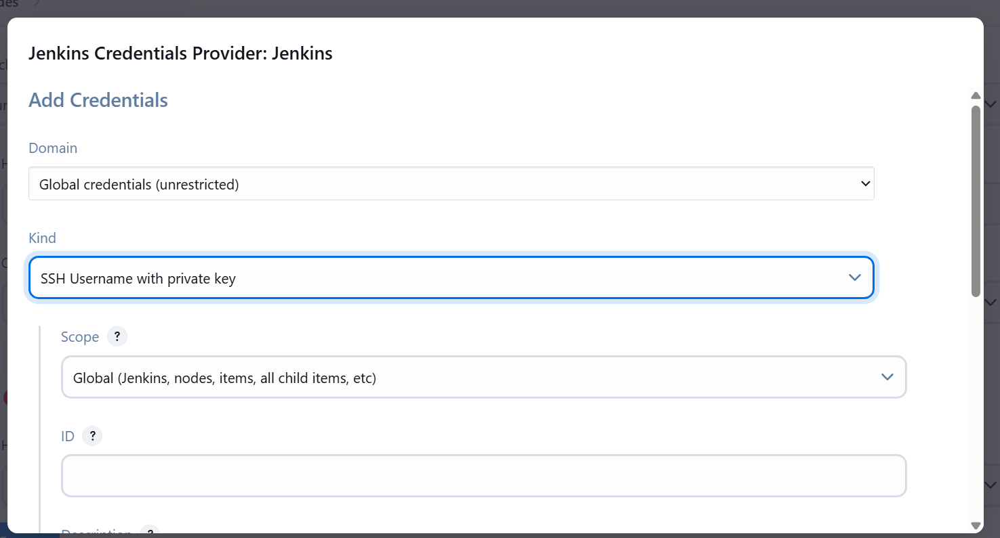 Jenkins Credentials Provider: Jenkins
Add Credentials
Domain
Global credentials (unrestricted)
Kind
SSH Username with private key
Scope ?
Global (Jenkins, nodes, items, all child items, etc)
ID ?
Description ?